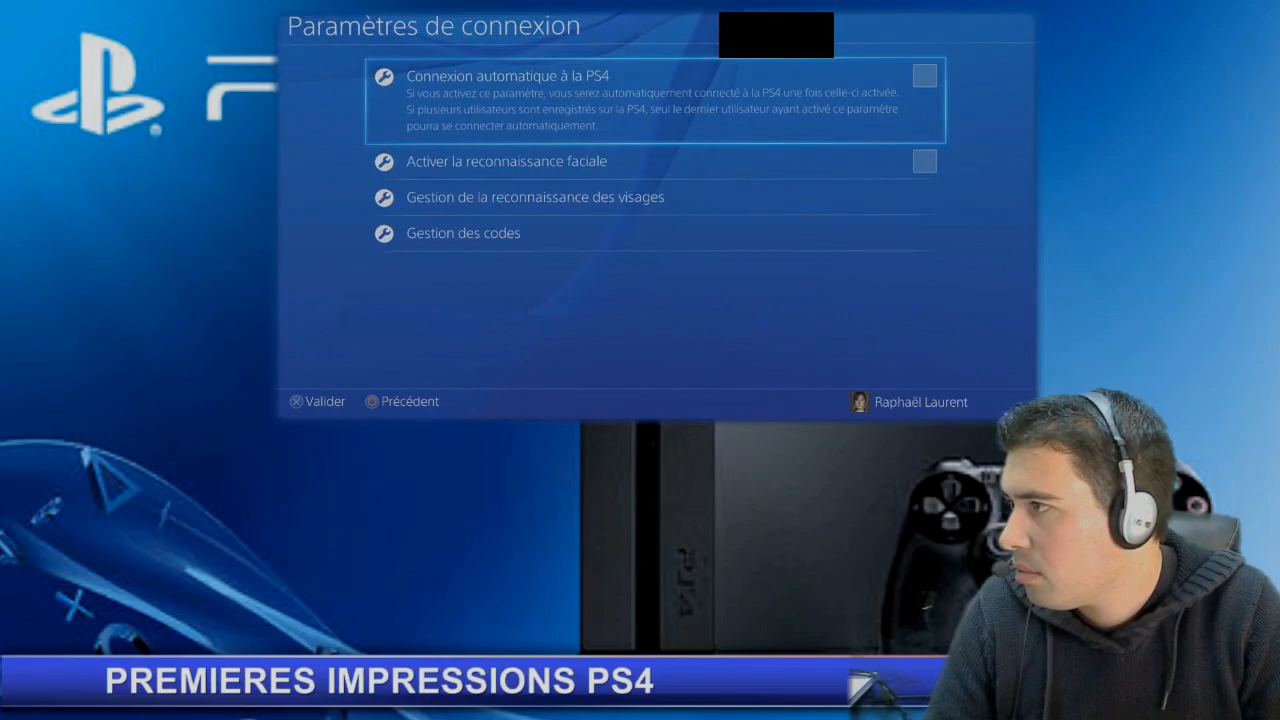 Paramètres de connexion
Connexion automatique à la PS4
Si vous activez ce paramètre, vous serez automatiquement connecté à la PS4 une fois celle-ci activée.
Si plusieurs utilisateurs sont enregistrés sur la PS4, seul le dernier utilisateur ayant activé ce paramètre
pourra se connecter automatiquement.
Activer la reconnaissance faciale
Gestion de la reconnaissance des visages
Gestion des codes
Valider
Précédent
Raphaël Laurent
PS4
PREMIERES IMPRESSIONS PS4